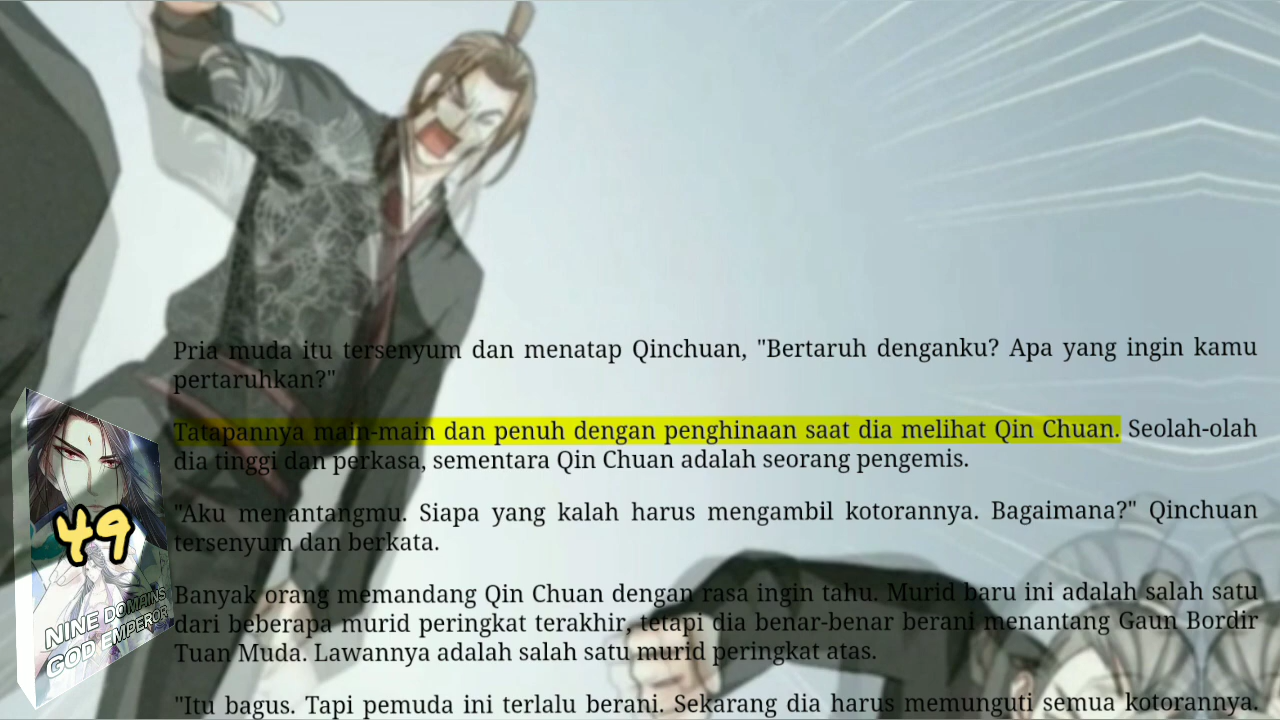 Pria muda itu tersenyum dan menatap Qinchuan, "Bertaruh denganku? Apa yang ingin kamu
pertaruhkan?"
Tatapannya main-main dan penuh dengan penghinaan saat dia melihat Qin Chuan. Seolah-olah
dia tinggi dan perkasa, sementara Qin Chuan adalah seorang pengemis.
"Aku menantangmu. Siapa yang kalah harus mengambil kotorannya. Bagaimana?" Qinchuan
tersenyum dan berkata.
Banyak orang memandang Qin Chuan dengan rasa ingin tahu. Murid baru ini adalah salah satu
dari beberapa murid peringkat terakhir, tetapi dia benar-benar berani menantang Gaun Bordir
Tuan Muda. Lawannya adalah salah satu murid peringkat atas.
"Itu bagus. Tapi pemuda ini terlalu berani. Sekarang dia harus memunguti semua kotorannya.
49
NINE DOMAINS
GOD EMPEROR